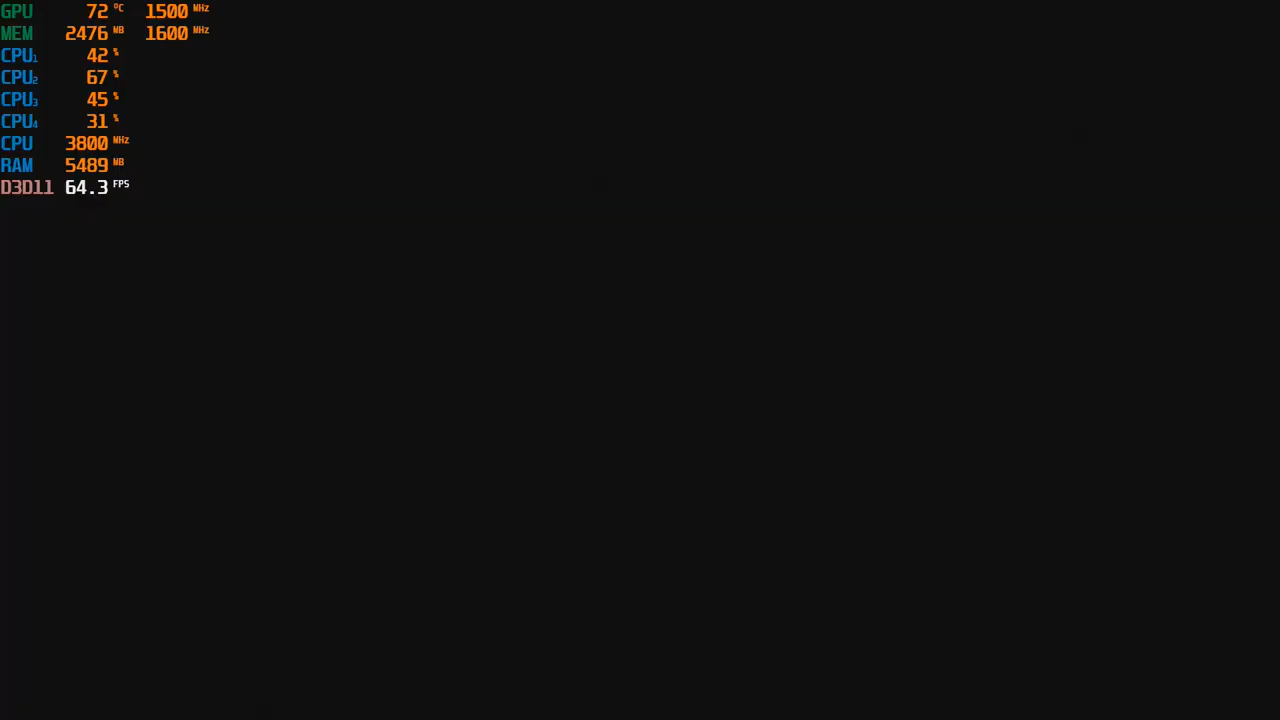 GPU 72 °C 1500 MHz
MEM 2476 MB 1600 MHz
CPU1 42 %
CPU2 67 %
CPU3 45 %
CPU4 31 %
CPU 3800 MHz
RAM 5489 MB
D3D11 64.3 FPS